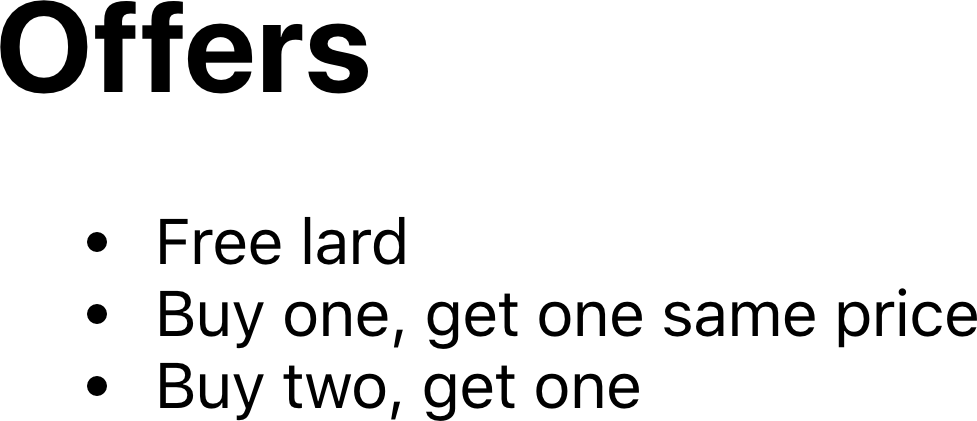 Offers
• Free lard
• Buy one, get one same price
• Buy two, get one